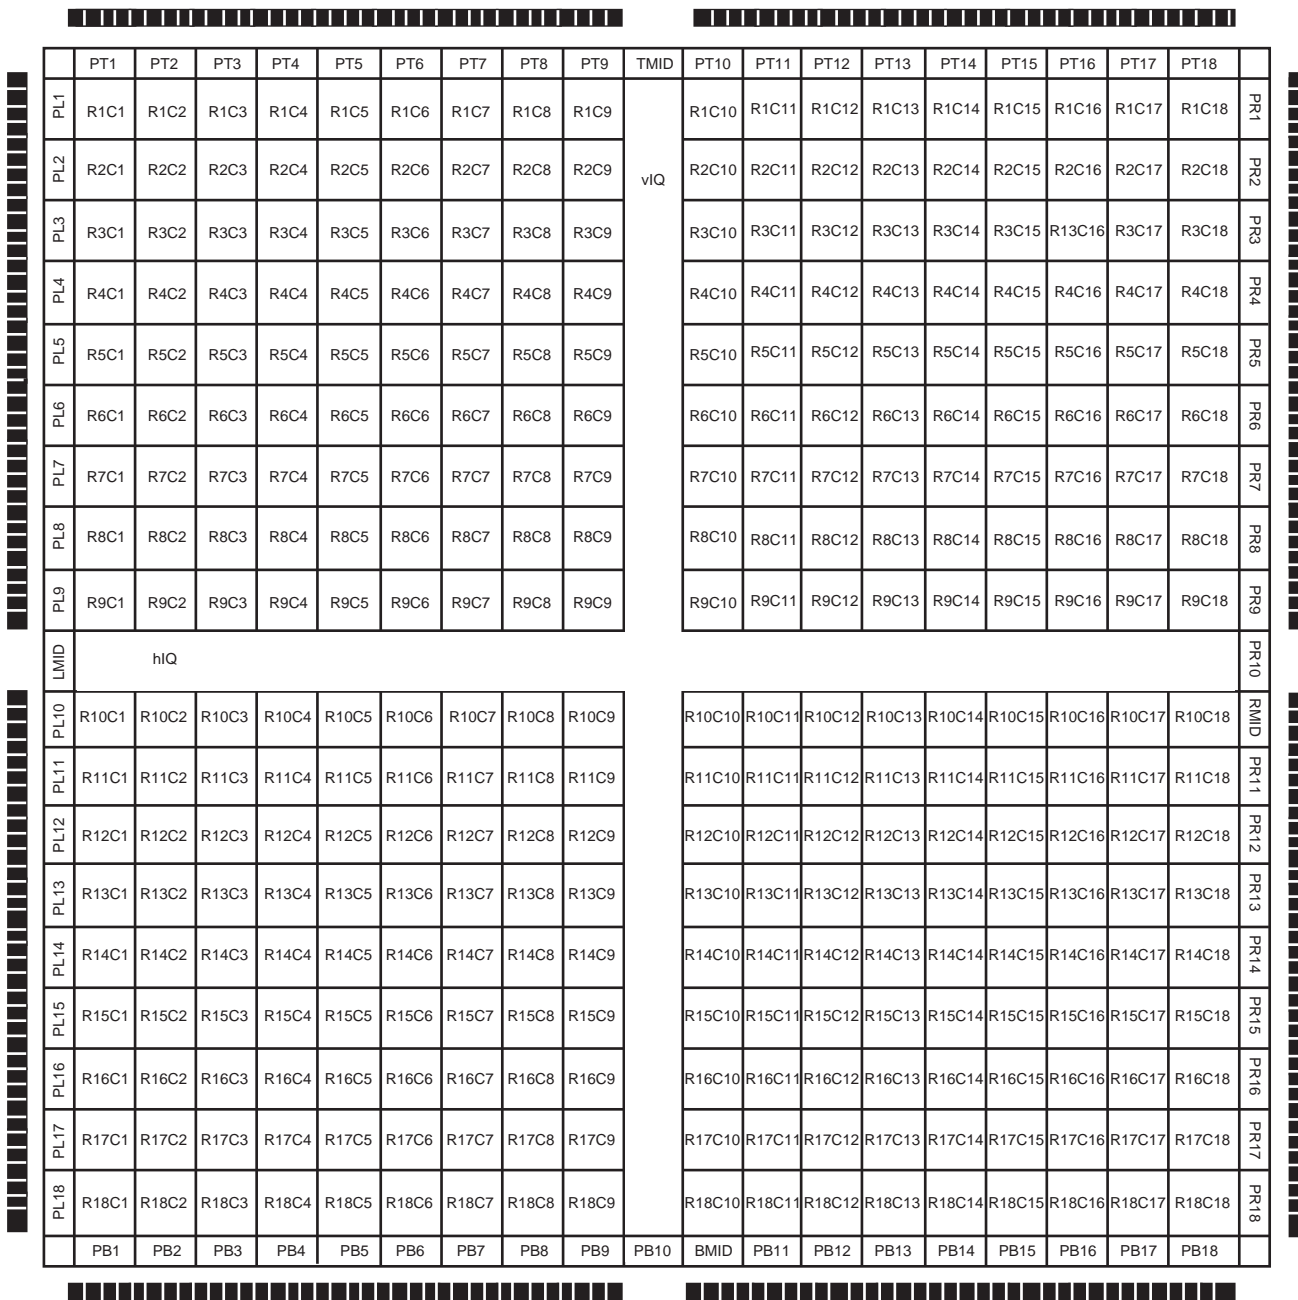 PT1 PT2 PT3 PT4 PT5 PT6 PT7 PT8 PT9 TMID PT10 PT11 PT12 PT13 PT14 PT15 PT16 PT17 PT18
PL1 R1C1 R1C2 R1C3 R1C4 R1C5 R1C6 R1C7 R1C8 R1C9 R1C10 R1C11 R1C12 R1C13 R1C14 R1C15 R1C16 R1C17 R1C18 PR1
PL2 R2C1 R2C2 R2C3 R2C4 R2C5 R2C6 R2C7 R2C8 R2C9 vIQ R2C10 R2C11 R2C12 R2C13 R2C14 R2C15 R2C16 R2C17 R2C18 PR2
PL3 R3C1 R3C2 R3C3 R3C4 R3C5 R3C6 R3C7 R3C8 R3C9 R3C10 R3C11 R3C12 R3C13 R3C14 R3C15 R13C16 R3C17 R3C18 PR3
PL4 R4C1 R4C2 R4C3 R4C4 R4C5 R4C6 R4C7 R4C8 R4C9 R4C10 R4C11 R4C12 R4C13 R4C14 R4C15 R4C16 R4C17 R4C18 PR4
PL5 R5C1 R5C2 R5C3 R5C4 R5C5 R5C6 R5C7 R5C8 R5C9 R5C10 R5C11 R5C12 R5C13 R5C14 R5C15 R5C16 R5C17 R5C18 PR5
PL6 R6C1 R6C2 R6C3 R6C4 R6C5 R6C6 R6C7 R6C8 R6C9 R6C10 R6C11 R6C12 R6C13 R6C14 R6C15 R6C16 R6C17 R6C18 PR6
PL7 R7C1 R7C2 R7C3 R7C4 R7C5 R7C6 R7C7 R7C8 R7C9 R7C10 R7C11 R7C12 R7C13 R7C14 R7C15 R7C16 R7C17 R7C18 PR7
PL8 R8C1 R8C2 R8C3 R8C4 R8C5 R8C6 R8C7 R8C8 R8C9 R8C10 R8C11 R8C12 R8C13 R8C14 R8C15 R8C16 R8C17 R8C18 PR8
PL9 R9C1 R9C2 R9C3 R9C4 R9C5 R9C6 R9C7 R9C8 R9C9 R9C10 R9C11 R9C12 R9C13 R9C14 R9C15 R9C16 R9C17 R9C18 PR9
LMID hIQ PR10
PL10 R10C1 R10C2 R10C3 R10C4 R10C5 R10C6 R10C7 R10C8 R10C9 R10C10 R10C11 R10C12 R10C13 R10C14 R10C15 R10C16 R10C17 R10C18 RMID
PL11 R11C1 R11C2 R11C3 R11C4 R11C5 R11C6 R11C7 R11C8 R11C9 R11C10 R11C11 R11C12 R11C13 R11C14 R11C15 R11C16 R11C17 R11C18 PR11
PL12 R12C1 R12C2 R12C3 R12C4 R12C5 R12C6 R12C7 R12C8 R12C9 R12C10 R12C11 R12C12 R12C13 R12C14 R12C15 R12C16 R12C17 R12C18 PR12
PL13 R13C1 R13C2 R13C3 R13C4 R13C5 R13C6 R13C7 R13C8 R13C9 R13C10 R13C11 R13C12 R13C13 R13C14 R13C15 R13C16 R13C17 R13C18 PR13
PL14 R14C1 R14C2 R14C3 R14C4 R14C5 R14C6 R14C7 R14C8 R14C9 R14C10 R14C11 R14C12 R14C13 R14C14 R14C15 R14C16 R14C17 R14C18 PR14
PL15 R15C1 R15C2 R15C3 R15C4 R15C5 R15C6 R15C7 R15C8 R15C9 R15C10 R15C11 R15C12 R15C13 R15C14 R15C15 R15C16 R15C17 R15C18 PR15
PL16 R16C1 R16C2 R16C3 R16C4 R16C5 R16C6 R16C7 R16C8 R16C9 R16C10 R16C11 R16C12 R16C13 R16C14 R16C15 R16C16 R16C17 R16C18 PR16
PL17 R17C1 R17C2 R17C3 R17C4 R17C5 R17C6 R17C7 R17C8 R17C9 R17C10 R17C11 R17C12 R17C13 R17C14 R17C15 R17C16 R17C17 R17C18 PR17
PL18 R18C1 R18C2 R18C3 R18C4 R18C5 R18C6 R18C7 R18C8 R18C9 R18C10 R18C11 R18C12 R18C13 R18C14 R18C15 R18C16 R18C17 R18C18 PR18
PB1 PB2 PB3 PB4 PB5 PB6 PB7 PB8 PB9 PB10 BMID PB11 PB12 PB13 PB14 PB15 PB16 PB17 PB18